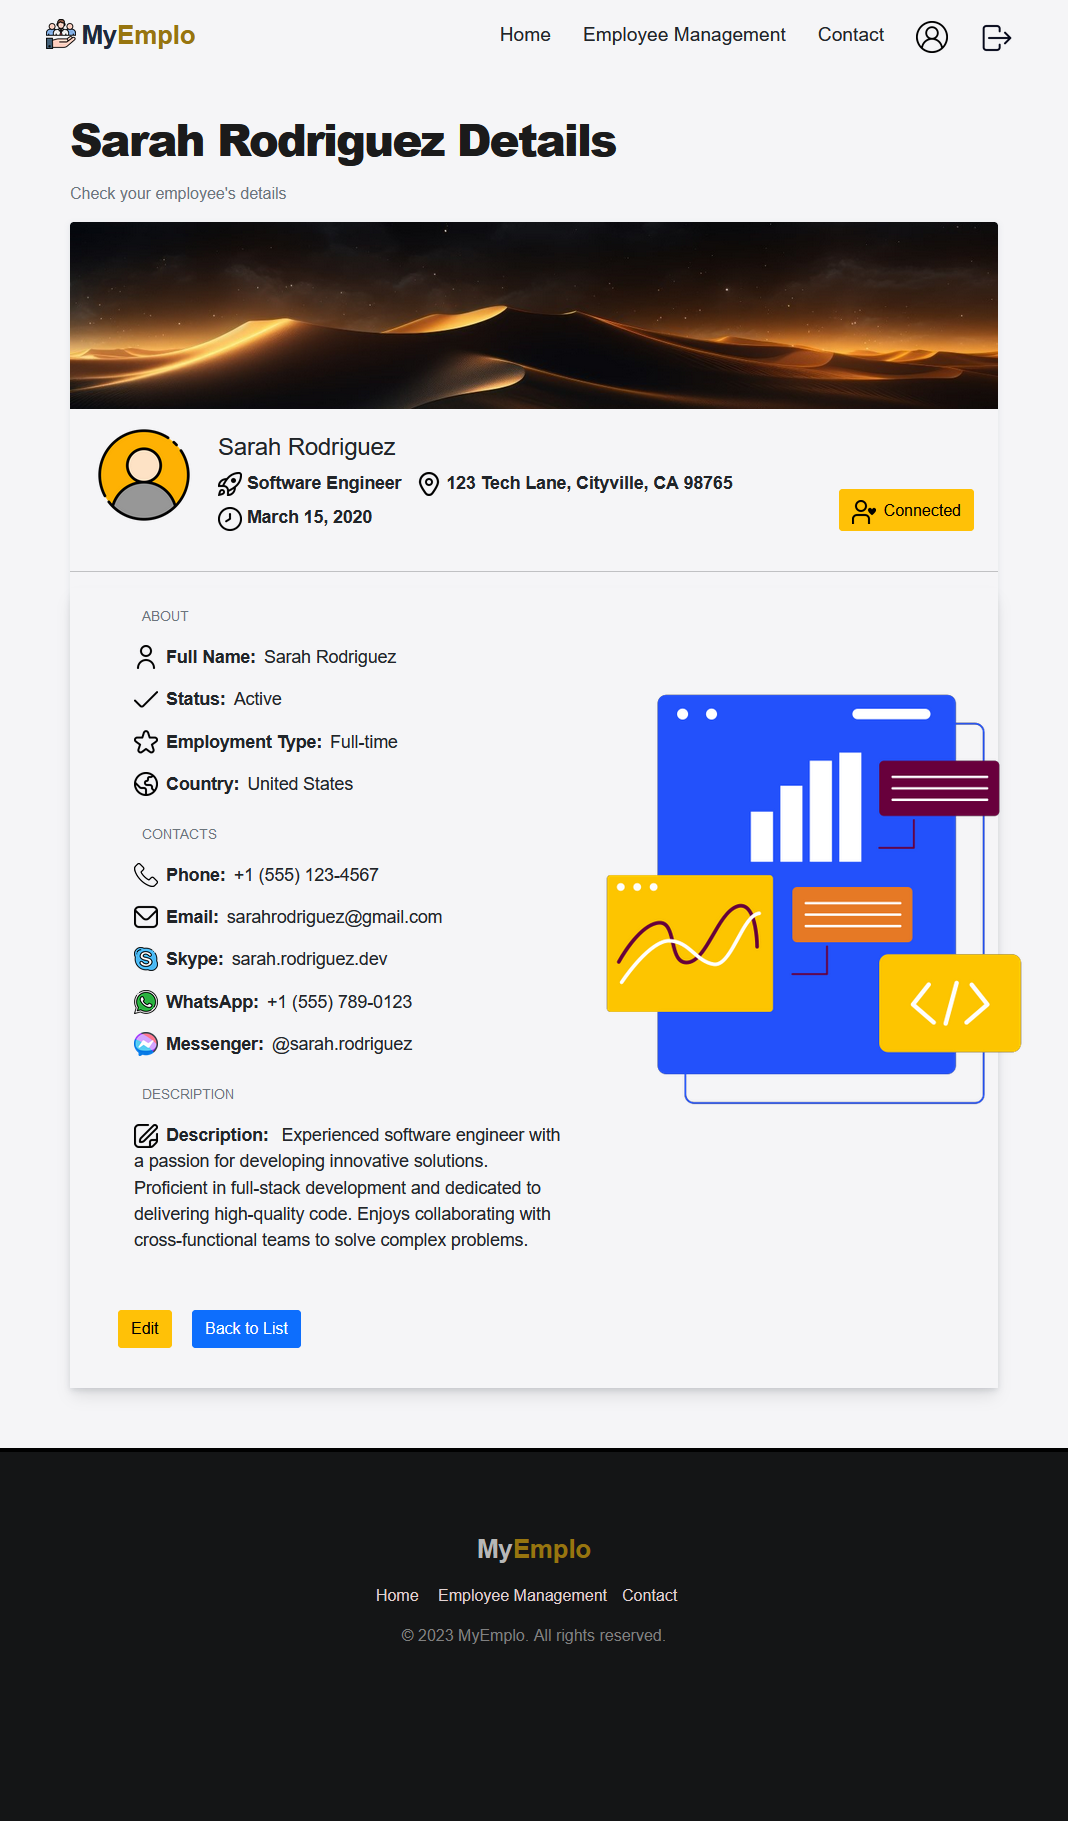 MyEmplo
Home Employee Management Contact
Sarah Rodriguez Details
Check your employee's details
Sarah Rodriguez
Software Engineer 123 Tech Lane, Cityville, CA 98765
March 15, 2020
Connected
ABOUT
Full Name: Sarah Rodriguez
Status: Active
Employment Type: Full-time
Country: United States
CONTACTS
Phone: +1 (555) 123-4567
Email: sarahrodriguez@gmail.com
Skype: sarah.rodriguez.dev
WhatsApp: +1 (555) 789-0123
Messenger: @sarah.rodriguez
DESCRIPTION
Description: Experienced software engineer with
a passion for developing innovative solutions.
Proficient in full-stack development and dedicated to
delivering high-quality code. Enjoys collaborating with
cross-functional teams to solve complex problems.
Edit Back to List
MyEmplo
Home Employee Management Contact
© 2023 MyEmplo. All rights reserved.